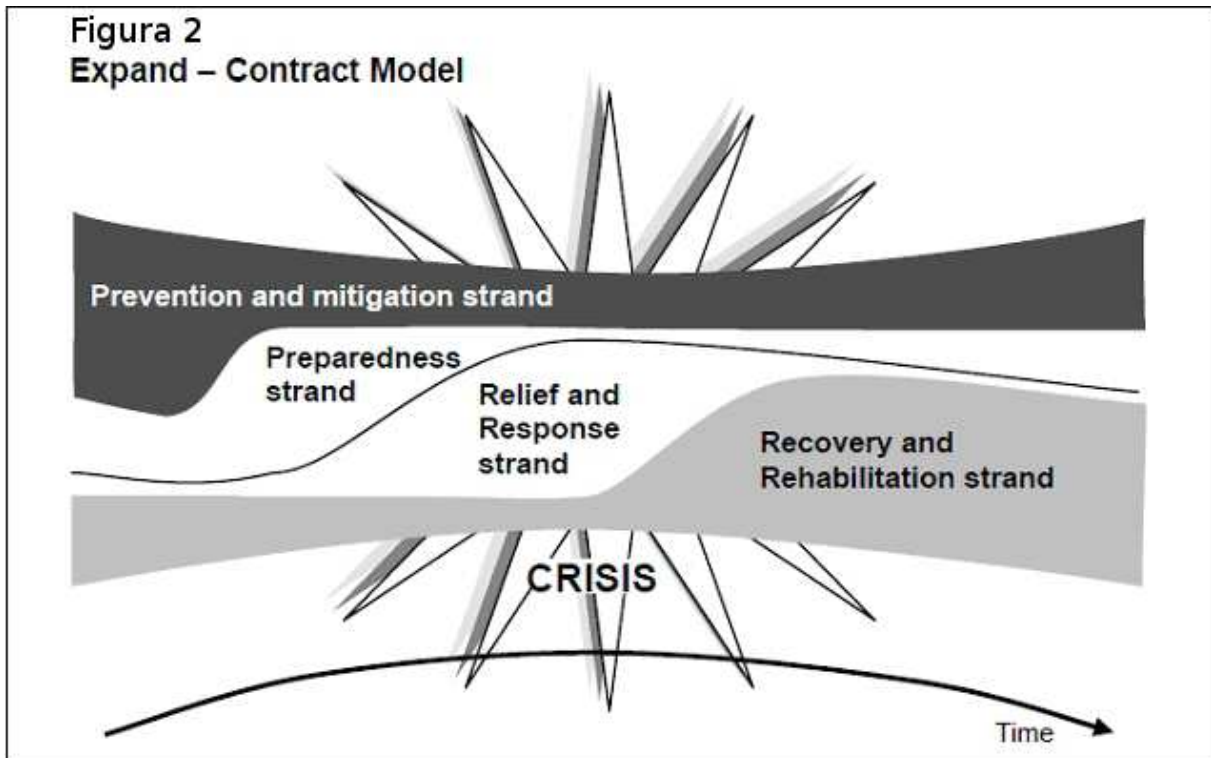 Figura 2
Expand – Contract Model
Prevention and mitigation strand
Preparedness
strand
Relief and
Response
strand
Recovery and
Rehabilitation strand
CRISIS
Time